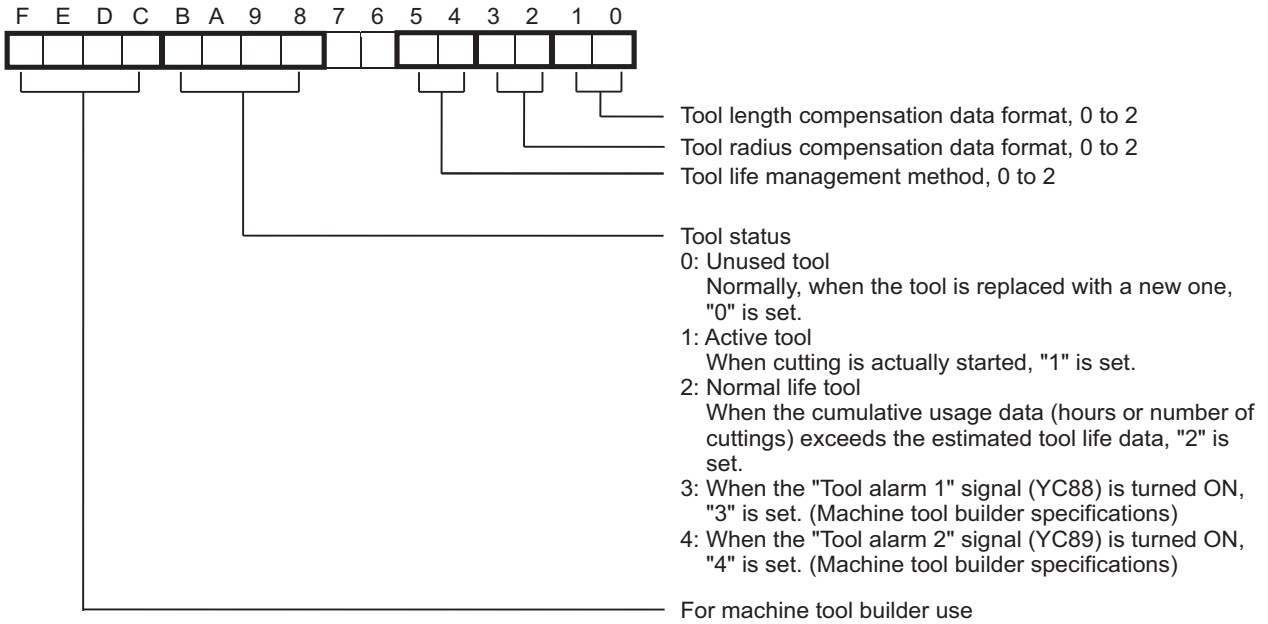 F E D C B A 9 8 7 6 5 4 3 2 1 0
Tool length compensation data format, 0 to 2
Tool radius compensation data format, 0 to 2
Tool life management method, 0 to 2
Tool status
0: Unused tool
Normally, when the tool is replaced with a new one,
"0" is set.
1: Active tool
When cutting is actually started, "1" is set.
2: Normal life tool
When the cumulative usage data (hours or number of
cuttings) exceeds the estimated tool life data, "2" is
set.
3: When the "Tool alarm 1" signal (YC88) is turned ON,
"3" is set. (Machine tool builder specifications)
4: When the "Tool alarm 2" signal (YC89) is turned ON,
"4" is set. (Machine tool builder specifications)
For machine tool builder use